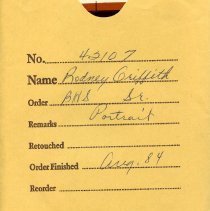 No. 43107
Name Rodney Griffith
Order BHS Sr.
Remarks Portrait
Retouched
Order Finished Aug. 84
Reorder